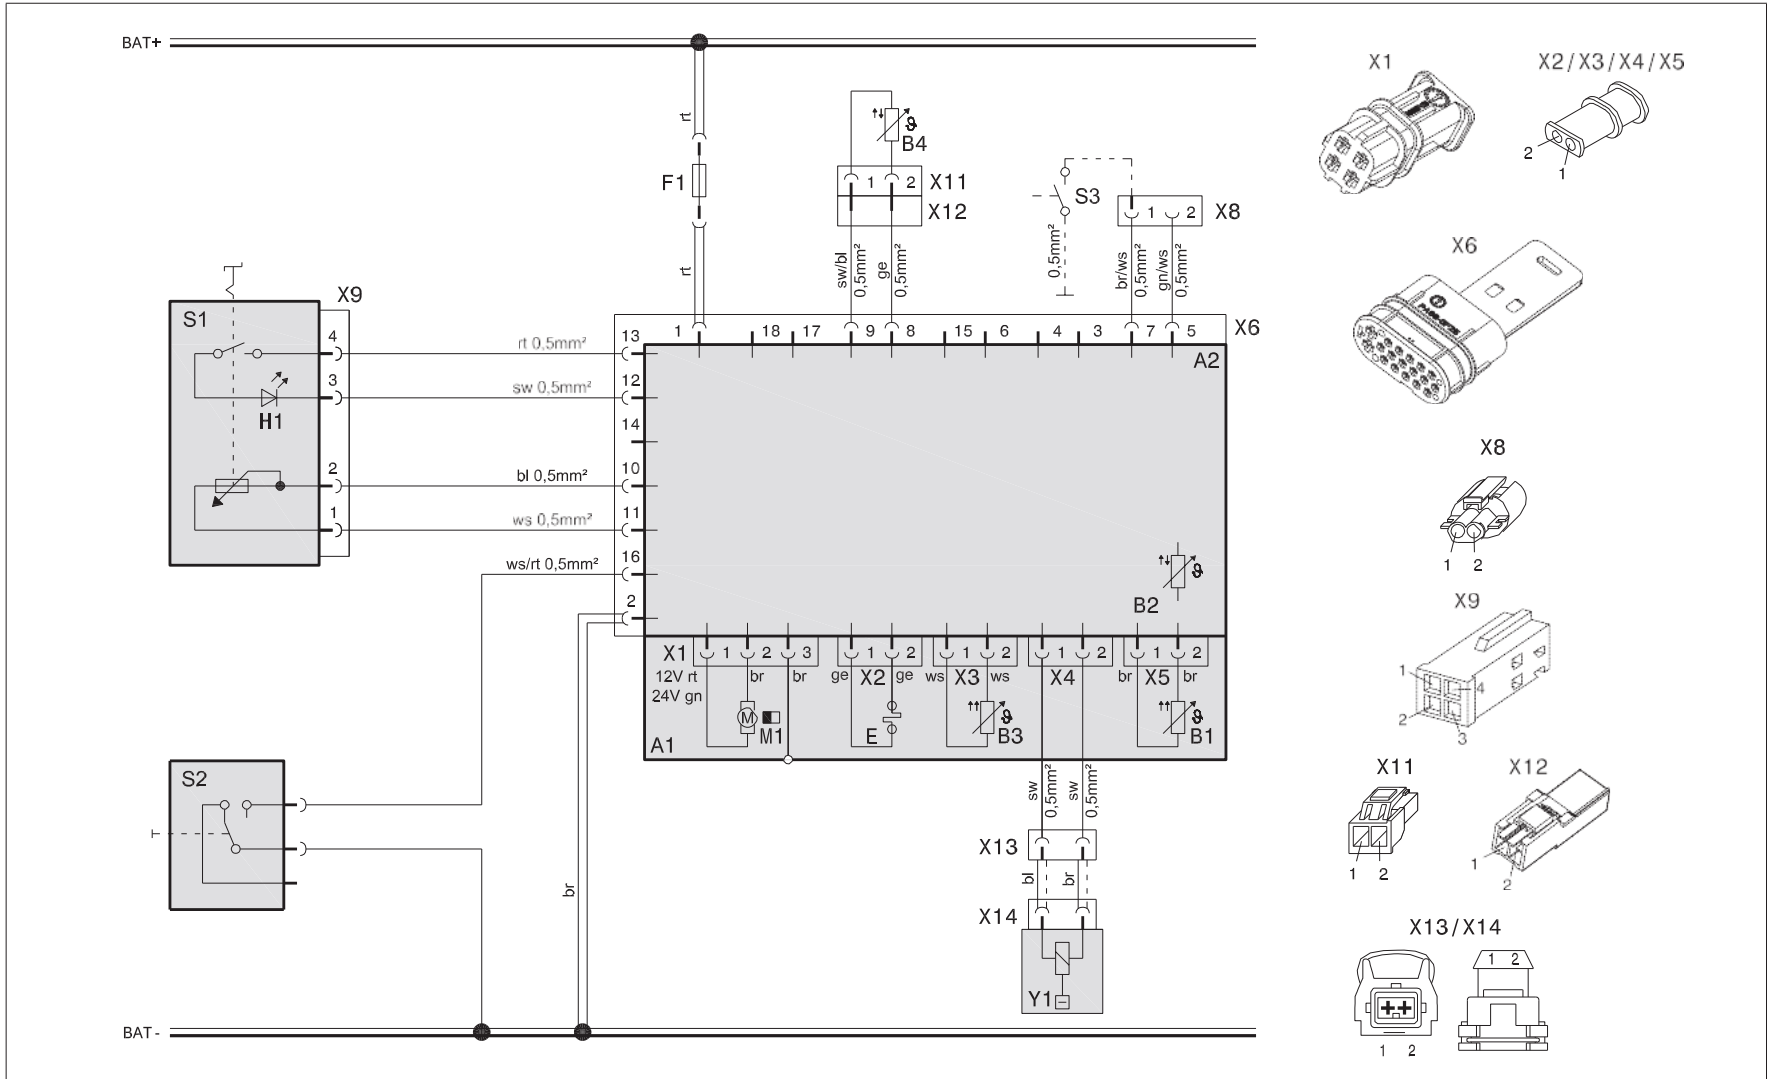 BAT+
X1
X2/X3/X4/X5
2
1
rt
F1
rt
B4
1 2 X11
X12
sw/bl
0,5mm²
ge
0,5mm²
S3
0,5mm²
1 2 X8
br/ws
0,5mm²
gn/ws
0,5mm²
X6
S1
X9
4
3
H1
2
1
1 18 17 9 8 15 6 4 3 7 5 X6
A2
rt 0,5mm² 13
sw 0,5mm² 12
14
bl 0,5mm² 10
ws 0,5mm² 11
ws/rt 0,5mm² 16
2
B2
X1 1 2 3
12V rt
24V gn
br
br
M
M1
A1
1 2
ge X2 ge
E
1 2
ws X3 ws
B3
1 2
X4
1 2
br X5 br
B1
sw
0,5mm²
sw
0,5mm²
X13
bl
br
X14
Y1
S2
br
BAT-
X8
1 2
X9
1
4
2
3
X11
1 2
X12
1
2
X13/X14
1 2
1 2